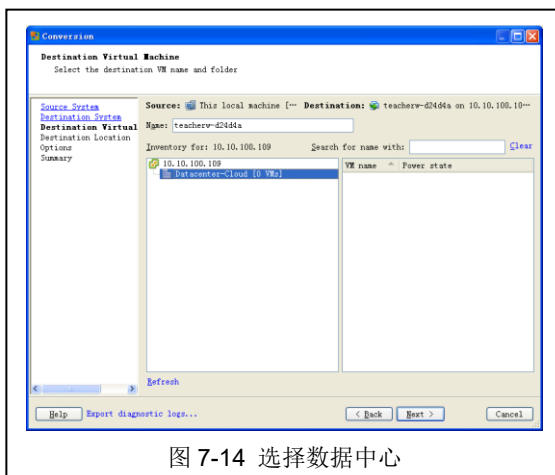 Conversion
Destination Virtual Machine
Select the destination VM name and folder
Source System
Destination System
Destination Virtual
Destination Location
Options
Summary
Source: This local machine [… Destination: teacherw-d24d4a on 10.10.100.10…
Name: teacherw-d24d4a
Inventory for: 10.10.100.109 Search for name with: Clear
10.10.100.109
Datacenter-Cloud [0 VMs]
VM name Power state
Refresh
Help Export diagnostic logs... < Back Next > Cancel
图 7-14 选择数据中心